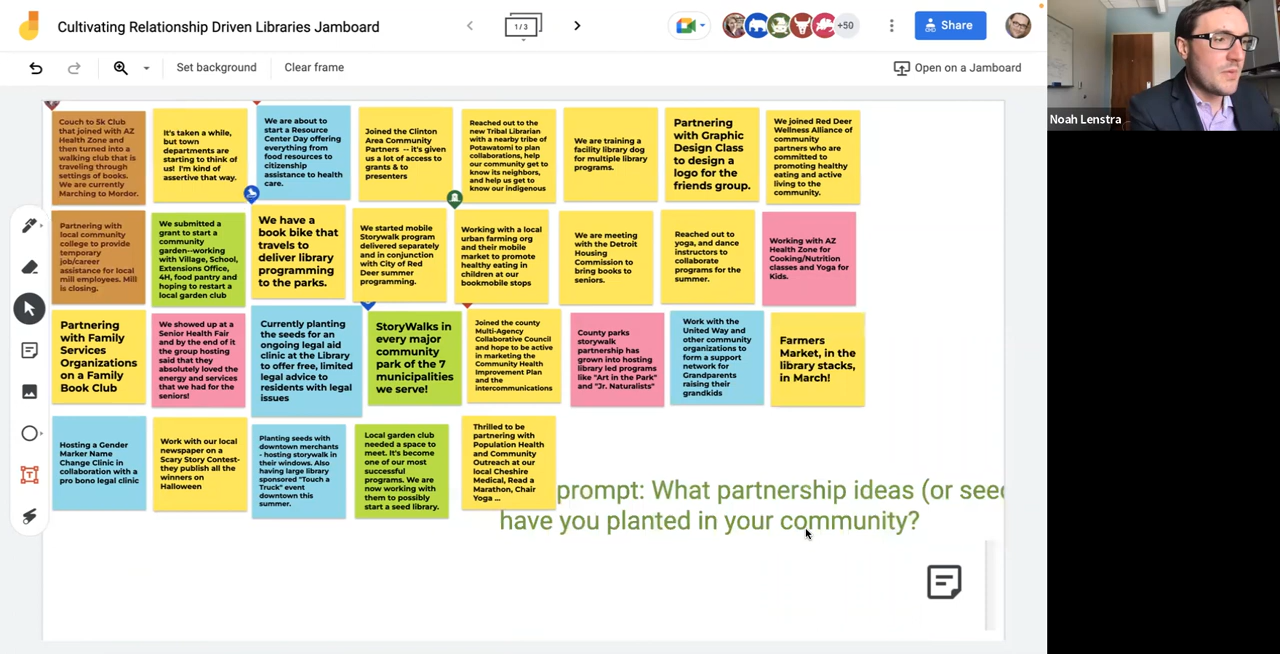 Cultivating Relationship Driven Libraries Jamboard
1 / 3
+50
Share
Set background
Clear frame
Open on a Jamboard
Noah Lenstra
Couch to 5k Club
that joined with AZ
Health Zone and
then turned into a
walking club that is
traveling through
settings of books.
We are currently
Marching to Mordor.
It's taken a while,
but town
departments are
starting to think of
us! I'm kind of
assertive that way.
We are about to
start a Resource
Center Day offering
everything from
food resources to
citizenship
assistance to health
care.
Joined the Clinton
Area Community
Partners -- it's given
us a lot of access to
grants & to
presenters
Reached out to the
new Tribal Librarian
with a nearby tribe of
Potawatomi to plan
collaborations, help
our community get to
know its neighbors,
and help us get to
know our indigenous
We are training a
facility library dog
for multiple library
programs.
Partnering
with Graphic
Design Class
to design a
logo for the
friends group.
We joined Red Deer
Wellness Alliance of
community
partners who are
committed to
promoting healthy
eating and active
living to the
community.
Partnering with
local community
college to provide
temporary
job/career
assistance for local
mill employees. Mill
is closing.
We submitted a
grant to start a
community
garden--working
with Village, School,
Extensions Office,
4H, food pantry and
hoping to restart a
local garden club
We have a
book bike that
travels to
deliver library
programming
to the parks.
We started mobile
Storywalk program
delivered separately
and in conjunction
with City of Red
Deer summer
programming.
Working with a local
urban farming org
and their mobile
market to promote
healthy eating in
children at our
bookmobile stops
We are meeting
with the Detroit
Housing
Commission to
bring books to
seniors.
Reached out to
yoga, and dance
instructors to
collaborate
programs for the
summer.
Working with AZ
Health Zone for
Cooking/Nutrition
classes and Yoga for
Kids.
Partnering
with Family
Services
Organizations
on a Family
Book Club
We showed up at a
Senior Health Fair
and by the end of it
the group hosting
said that they
absolutely loved the
energy and services
that we had for the
seniors!
Currently planting
the seeds for an
ongoing legal aid
clinic at the Library
to offer free, limited
legal advice to
residents with legal
issues
StoryWalks in
every major
community
park of the 7
municipalities
we serve!
Joined the county
Multi-Agency
Collaborative Council
and hope to be active
in marketing the
Community Health
Improvement Plan
and the
intercommunications
County parks
storywalk
partnership has
grown into hosting
library led programs
like "Art in the Park"
and "Jr. Naturalists"
Work with the
United Way and
other community
organizations to
form a support
network for
Grandparents
raising their
grandkids
Farmers
Market, in the
library stacks,
in March!
Hosting a Gender
Marker Name
Change Clinic in
collaboration with a
pro bono legal clinic
Work with our local
newspaper on a
Scary Story Contest-
they publish all the
winners on
Halloween
Planting seeds with
downtown merchants
- hosting storywalk in
their windows. Also
having large library
sponsored "Touch a
Truck" event
downtown this
summer.
Local garden club
needed a space to
meet. It's become
one of our most
successful
programs. We are
now working with
them to possibly
start a seed library.
Thrilled to be
partnering with
Population Health
and Community
Outreach at our
local Cheshire
Medical, Read a
Marathon, Chair
Yoga ...
prompt: What partnership ideas (or seed
have you planted in your community?